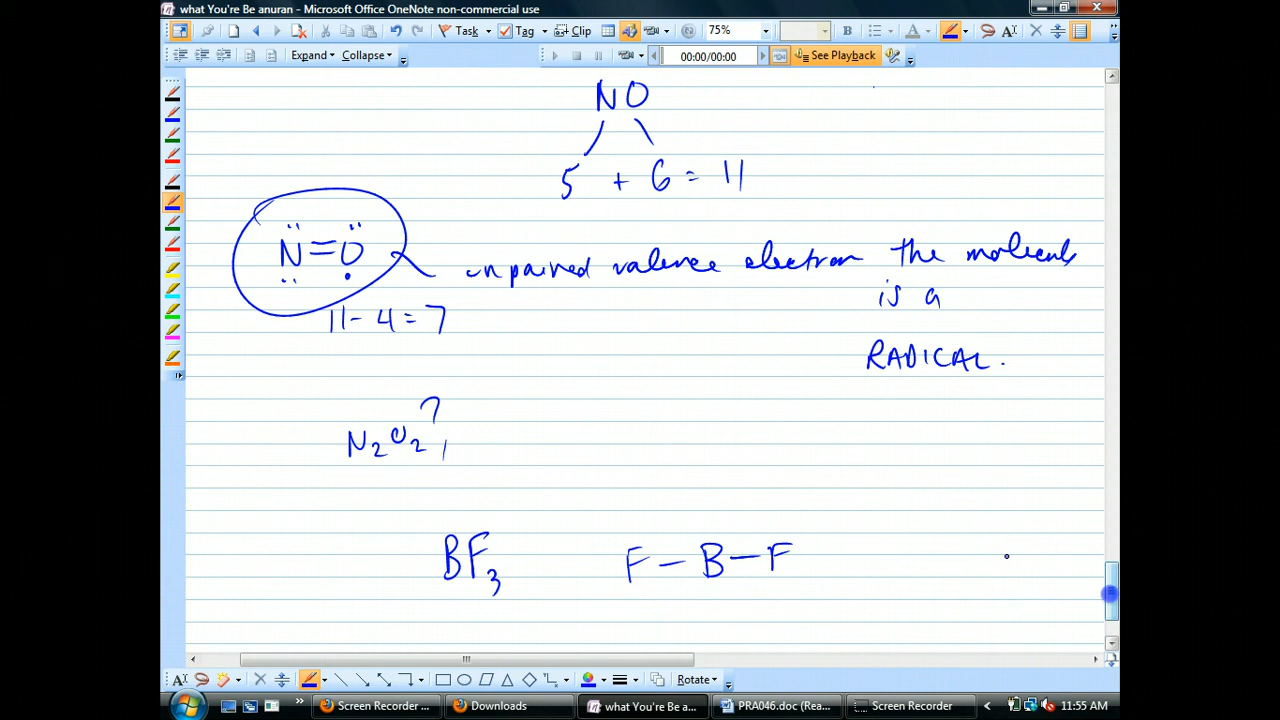 what You're Be anuran - Microsoft Office OneNote non-commercial use
Task Tag Clip 75% B A
Expand Collapse 00:00/00:00 See Playback
NO
5 + 6 = 11
N=O unpaired valence electron the molecule
is a
11 - 4 = 7
RADICAL.
N2O2?
BF3 F-B-F
Rotate
Screen Recorder ... Downloads what You're Be a... PRA046.doc (Rea... Screen Recorder 11:55 AM